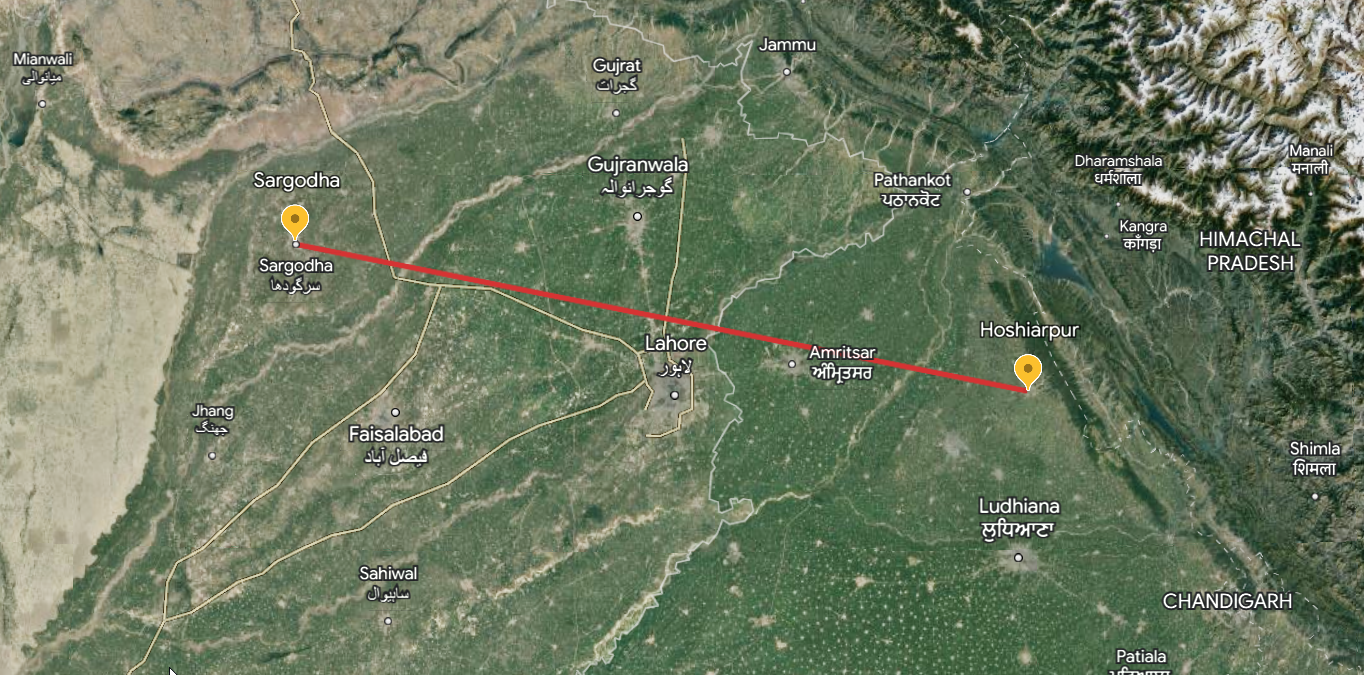 Jammu
Mianwali
میانوالی
Gujrat
گجرات
Manali
मनाली
Dharamshala
धर्मशाला
Gujranwala
گوجرانوالہ
Sargodha
Pathankot
ਪਠਾਨਕੋਟ
Kangra
काँगड़ा
HIMACHAL
PRADESH
Sargodha
سرگودھا
Hoshiarpur
Lahore
لاہور
Amritsar
ਅੰਮ੍ਰਿਤਸਰ
Jhang
جھنگ
Faisalabad
فیصل آباد
Shimla
शिमला
Ludhiana
ਲੁਧਿਆਣਾ
Sahiwal
ساہیوال
CHANDIGARH
Patiala